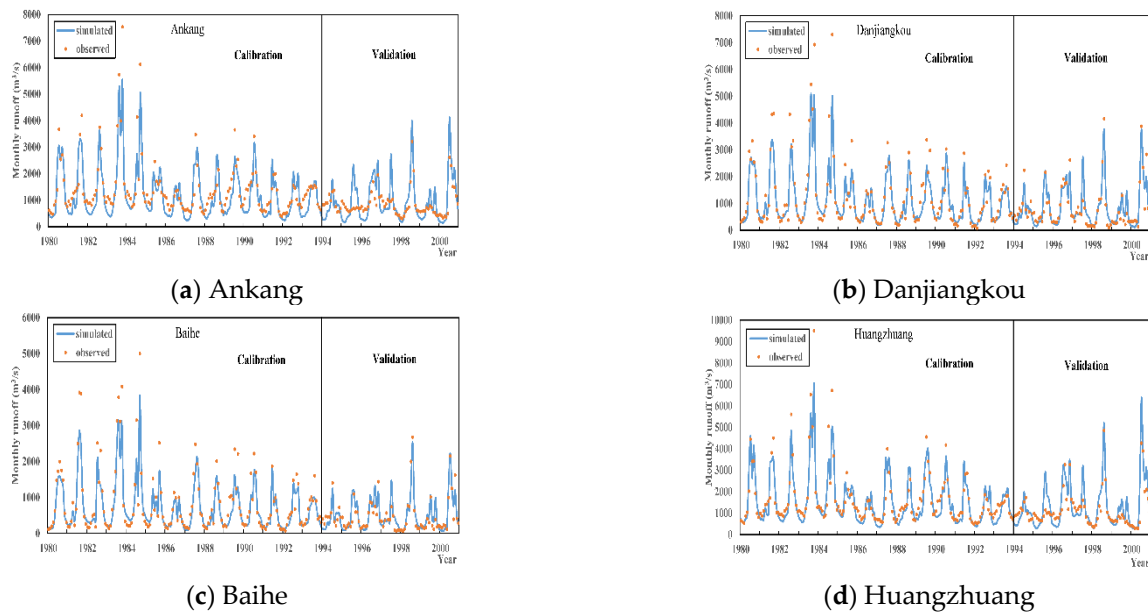 8000
7000
6000
5000
4000
3000
2000
1000
0
Monthly runoff (m³/s)
simulated
observed
Ankang
Calibration
Validation
1980 1982 1984 1986 1988 1990 1992 1994 1996 1998 2000
Year
(a) Ankang
8000
7000
6000
5000
4000
3000
2000
1000
0
Monthly runoff (m³/s)
simulated
observed
Danjiangkou
Calibration
Validation
1980 1982 1984 1986 1988 1990 1992 1994 1996 1998 2000
Year
(b) Danjiangkou
6000
5000
4000
3000
2000
1000
0
Monthly runoff (m³/s)
simulated
observed
Baihe
Calibration
Validation
1980 1982 1984 1986 1988 1990 1992 1994 1996 1998 2000
Year
(c) Baihe
10000
9000
8000
7000
6000
5000
4000
3000
2000
1000
0
Monthly runoff (m³/s)
simulated
observed
Huangzhuang
Calibration
Validation
1980 1982 1984 1986 1988 1990 1992 1994 1996 1998 2000
Year
(d) Huangzhuang